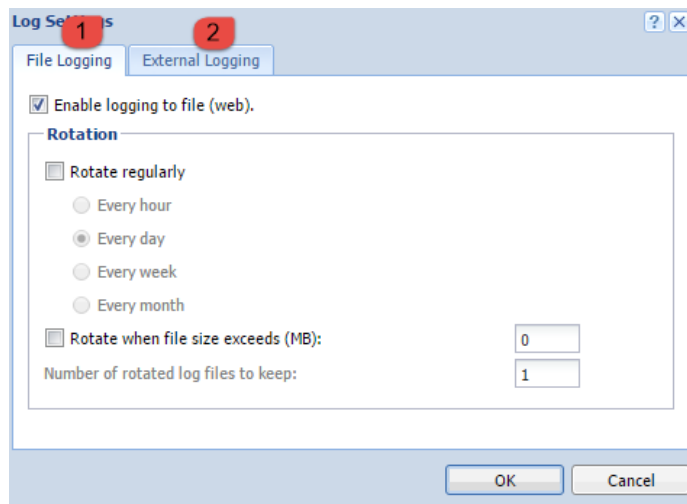 Log Settings
1
2
File Logging
External Logging
Enable logging to file (web).
Rotation
Rotate regularly
Every hour
Every day
Every week
Every month
Rotate when file size exceeds (MB): 0
Number of rotated log files to keep: 1
OK
Cancel